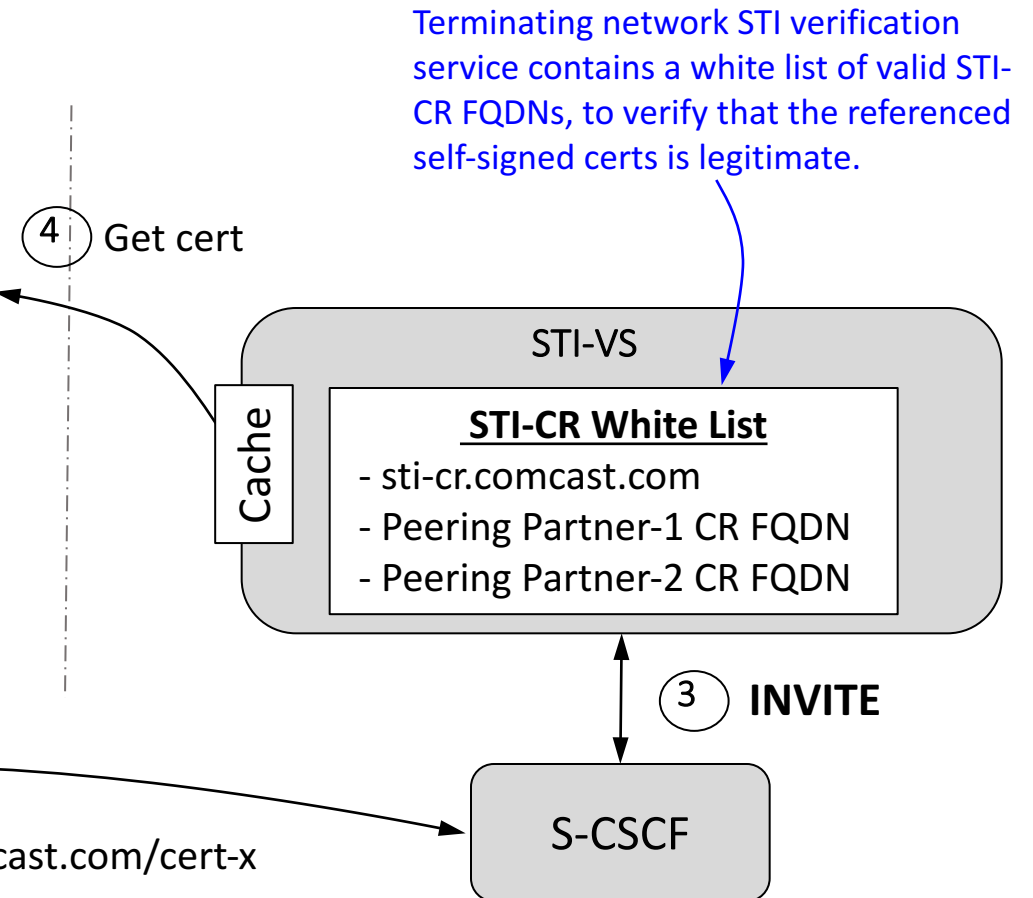 Terminating network STI verification
service contains a white list of valid STI-
CR FQDNs, to verify that the referenced
self-signed certs is legitimate.
4 Get cert
STI-VS
Cache
STI-CR White List
- sti-cr.comcast.com
- Peering Partner-1 CR FQDN
- Peering Partner-2 CR FQDN
3 INVITE
S-CSCF
cast.com/cert-x